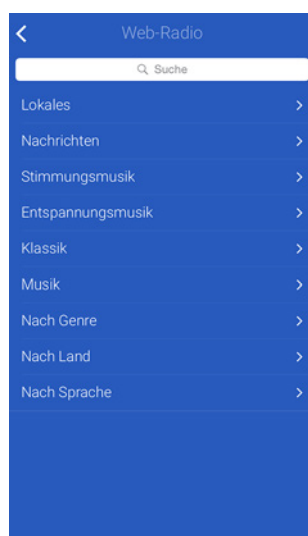 Web-Radio
Suche
Lokales
Nachrichten
Stimmungsmusik
Entspannungsmusik
Klassik
Musik
Nach Genre
Nach Land
Nach Sprache